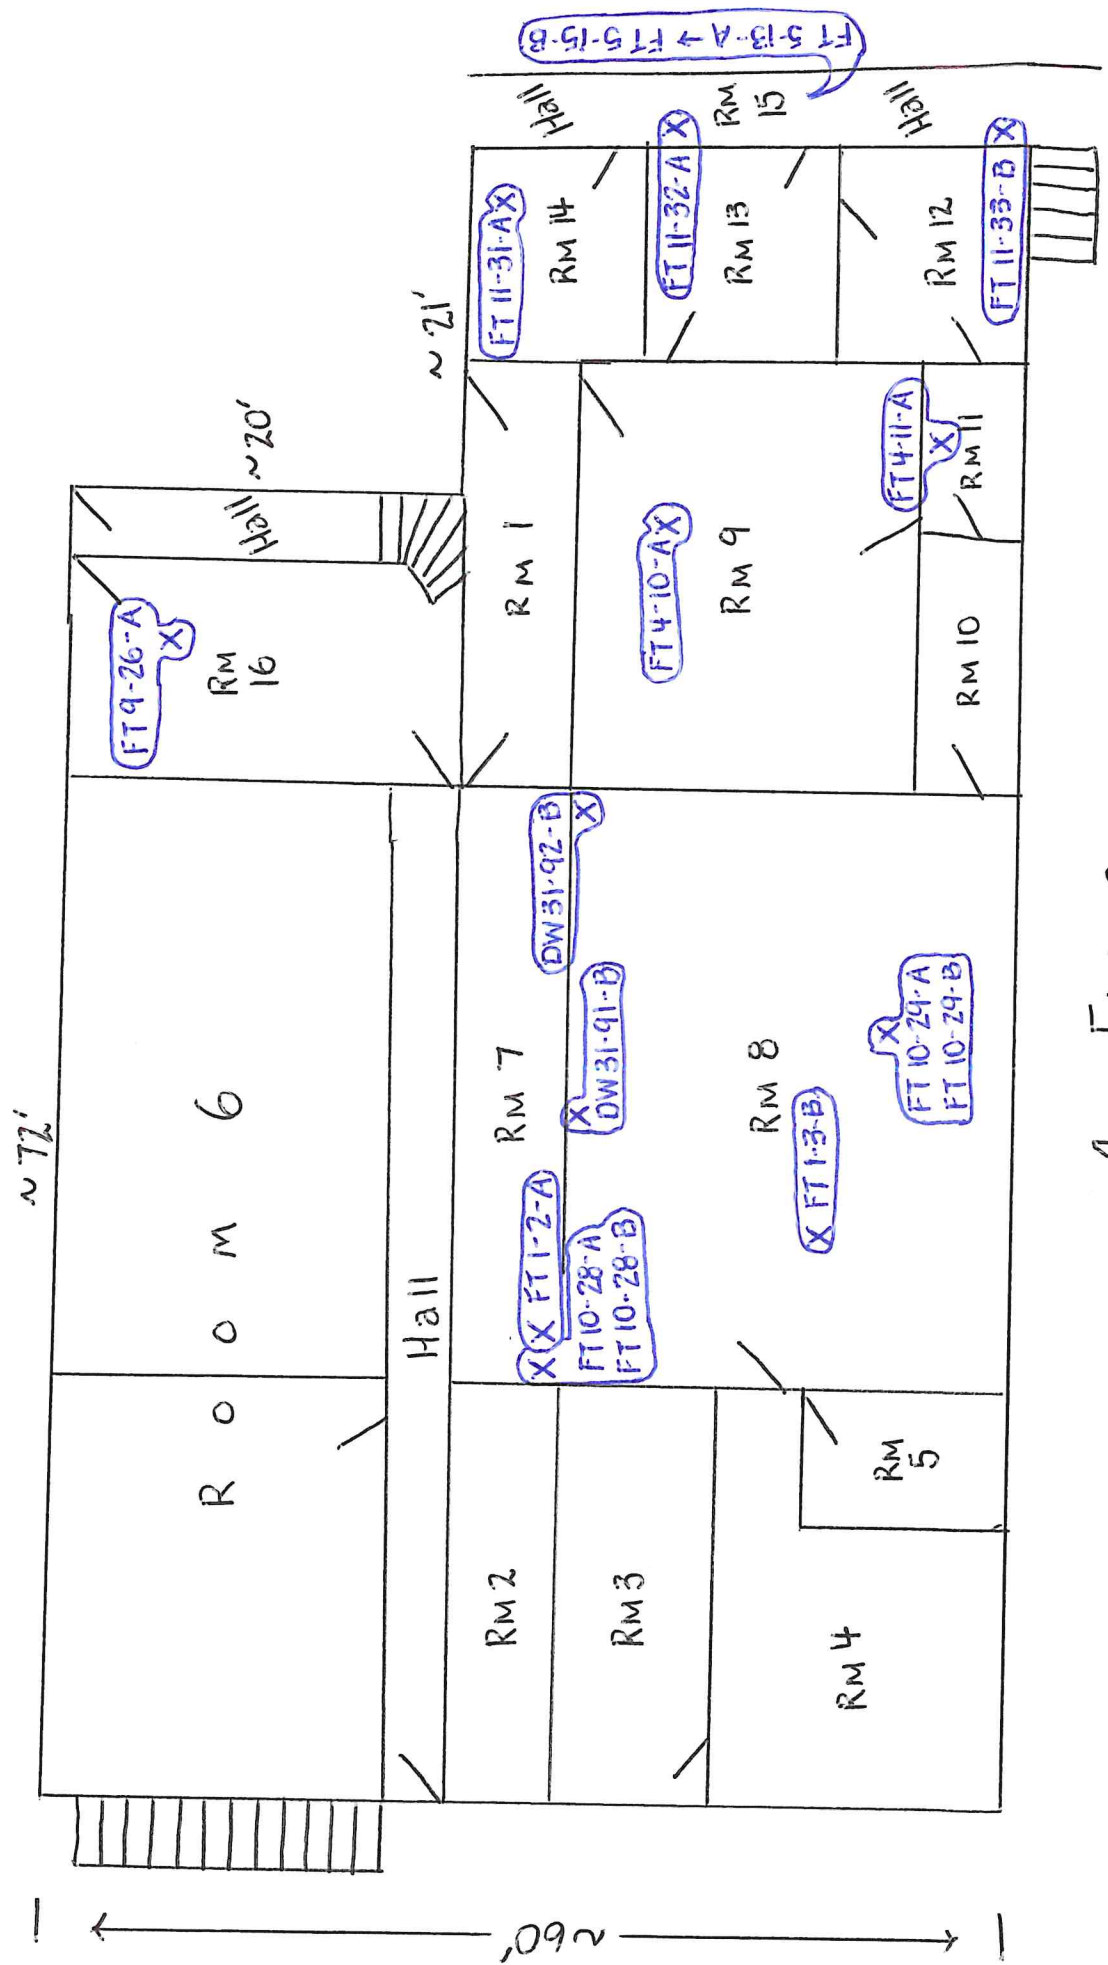 ~ 72'
~ 20'
~ 21'
~60'
R o o m 6
Hall
RM 2
RM 3
RM 4
RM
5
RM 7
RM 8
X
X FT 1-2-A
FT 10-28-A
FT 10-28-B
X
DW31-91-B
DW31-92-B
X
X FT 1-3-B
X
FT 10-29-A
FT 10-29-B
FT 9-26-A
X
RM
16
Hall
RM 1
FT 4-10-A X
RM 9
FT 4-11-A
X
RM 10
RM 11
FT 11-31-A X
RM 14
FT 11-32-A X
RM 13
RM 12
FT 11-33-B X
Hall
RM
15
Hall
FT 5-13-A → FT 5-15-B